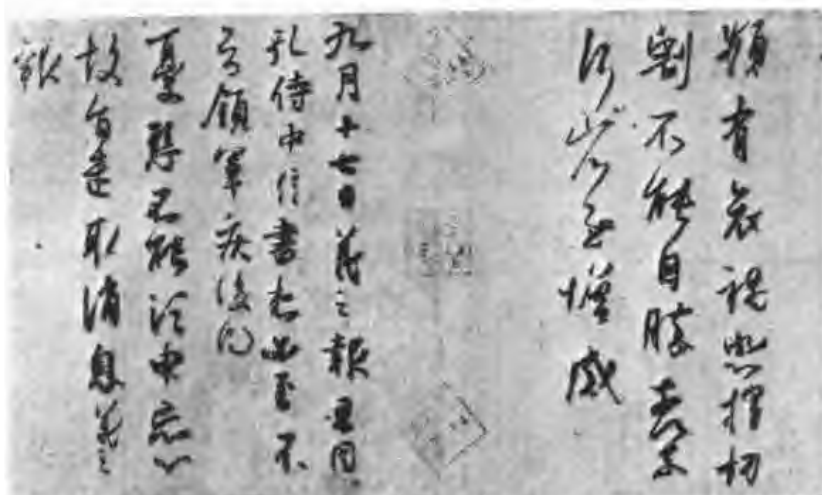 頻有哀禍悲摧切
割不能自勝奈何奈
何省慰增感
九月十七日羲之報且因
孔侍中信書想必至不
知領軍疾後問
憂懸不能須臾忘心
故旨遣取消息羲之
報